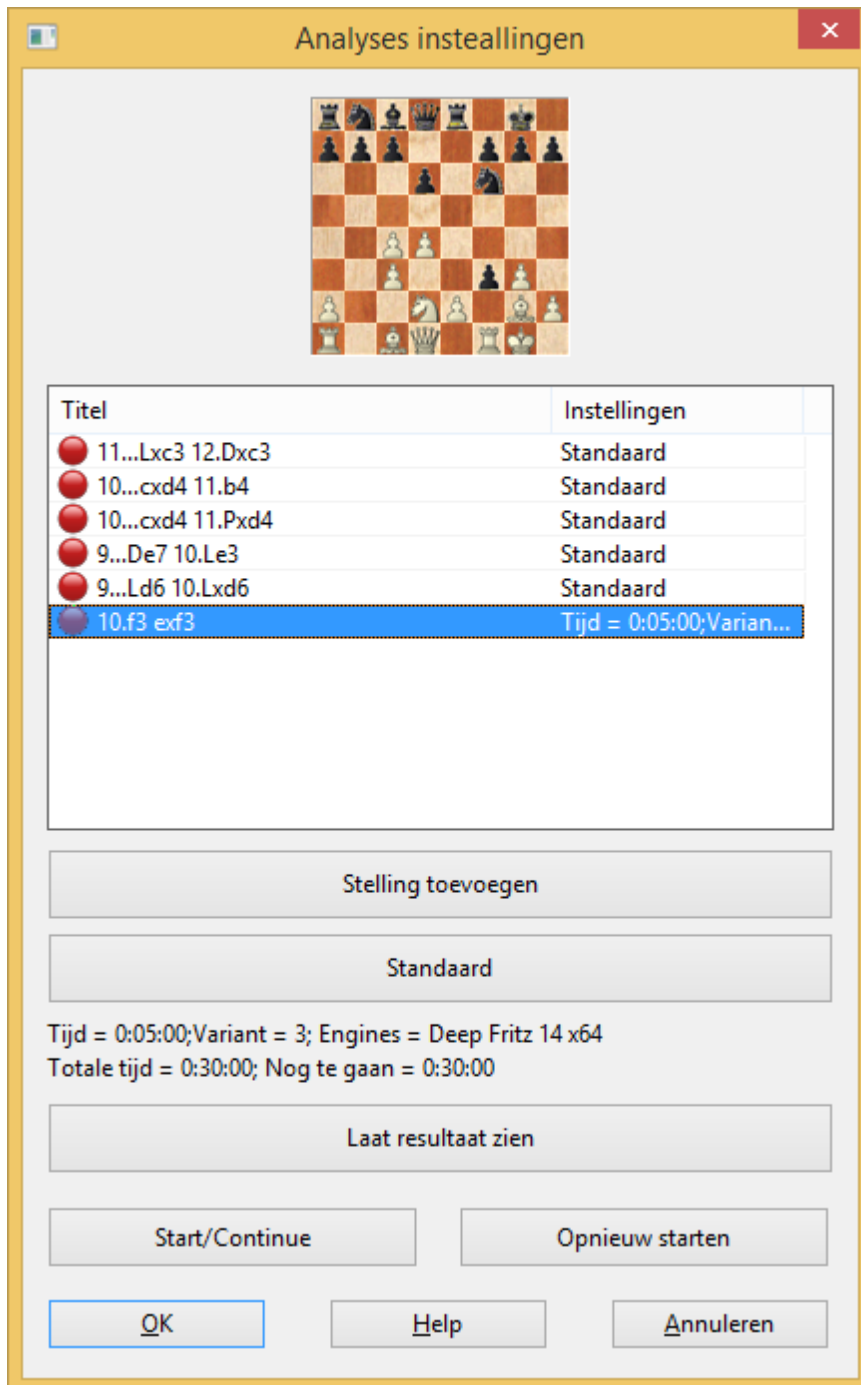 Analyses insteallingen
Titel Instellingen
11...Lxc3 12.Dxc3 Standaard
10...cxd4 11.b4 Standaard
10...cxd4 11.Pxd4 Standaard
9...De7 10.Le3 Standaard
9...Ld6 10.Lxd6 Standaard
10.f3 exf3 Tijd = 0:05:00;Varian...
Stelling toevoegen
Standaard
Tijd = 0:05:00;Variant = 3; Engines = Deep Fritz 14 x64
Totale tijd = 0:30:00; Nog te gaan = 0:30:00
Laat resultaat zien
Start/Continue Opnieuw starten
OK Help Annuleren